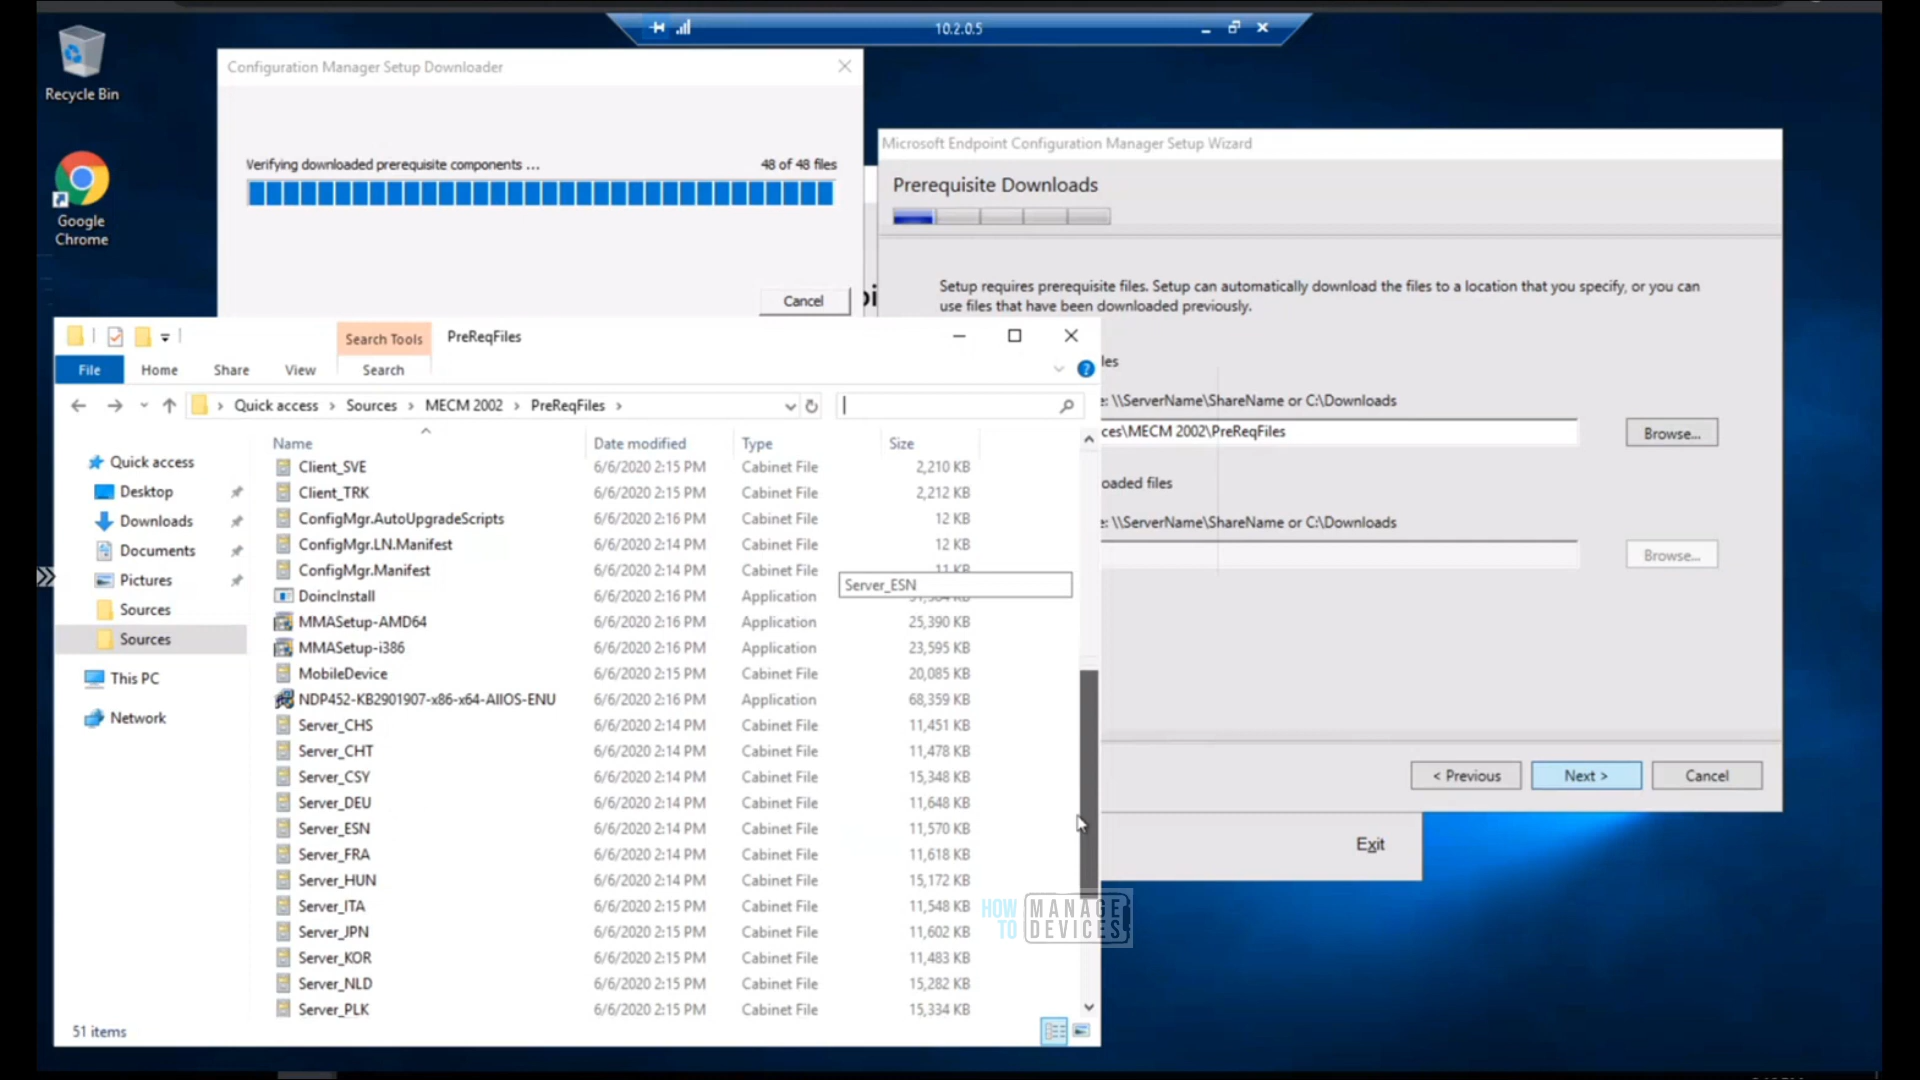 10.2.0.5
Recycle Bin
Google
Chrome
Configuration Manager Setup Downloader
Verifying downloaded prerequisite components ...
48 of 48 files
Cancel
Microsoft Endpoint Configuration Manager Setup Wizard
Prerequisite Downloads
Setup requires prerequisite files. Setup can automatically download the files to a location that you specify, or you can
use files that have been downloaded previously.
les
e: \\ServerName\ShareName or C:\Downloads
ces\MECM 2002\PreReqFiles
Browse...
oaded files
e: \\ServerName\ShareName or C:\Downloads
Browse...
< Previous
Next >
Cancel
Exit
Search Tools
PreReqFiles
File
Home
Share
View
Search
Quick access > Sources > MECM 2002 > PreReqFiles >
Quick access
Desktop
Downloads
Documents
Pictures
Sources
Sources
This PC
Network
Name Date modified Type Size
Client_SVE 6/6/2020 2:15 PM Cabinet File 2,210 KB
Client_TRK 6/6/2020 2:15 PM Cabinet File 2,212 KB
ConfigMgr.AutoUpgradeScripts 6/6/2020 2:16 PM Cabinet File 12 KB
ConfigMgr.LN.Manifest 6/6/2020 2:14 PM Cabinet File 12 KB
ConfigMgr.Manifest 6/6/2020 2:14 PM Cabinet File 11 KB
Server_ESN
DoincInstall 6/6/2020 2:16 PM Application
MMASetup-AMD64 6/6/2020 2:16 PM Application 25,390 KB
MMASetup-i386 6/6/2020 2:16 PM Application 23,595 KB
MobileDevice 6/6/2020 2:15 PM Cabinet File 20,085 KB
NDP452-KB2901907-x86-x64-AllOS-ENU 6/6/2020 2:16 PM Application 68,359 KB
Server_CHS 6/6/2020 2:14 PM Cabinet File 11,451 KB
Server_CHT 6/6/2020 2:14 PM Cabinet File 11,478 KB
Server_CSY 6/6/2020 2:14 PM Cabinet File 15,348 KB
Server_DEU 6/6/2020 2:14 PM Cabinet File 11,648 KB
Server_ESN 6/6/2020 2:14 PM Cabinet File 11,570 KB
Server_FRA 6/6/2020 2:14 PM Cabinet File 11,618 KB
Server_HUN 6/6/2020 2:14 PM Cabinet File 15,172 KB
Server_ITA 6/6/2020 2:15 PM Cabinet File 11,548 KB
Server_JPN 6/6/2020 2:15 PM Cabinet File 11,602 KB
Server_KOR 6/6/2020 2:15 PM Cabinet File 11,483 KB
Server_NLD 6/6/2020 2:15 PM Cabinet File 15,282 KB
Server_PLK 6/6/2020 2:15 PM Cabinet File 15,334 KB
51 items
HOW TO
MANAGE
DEVICES